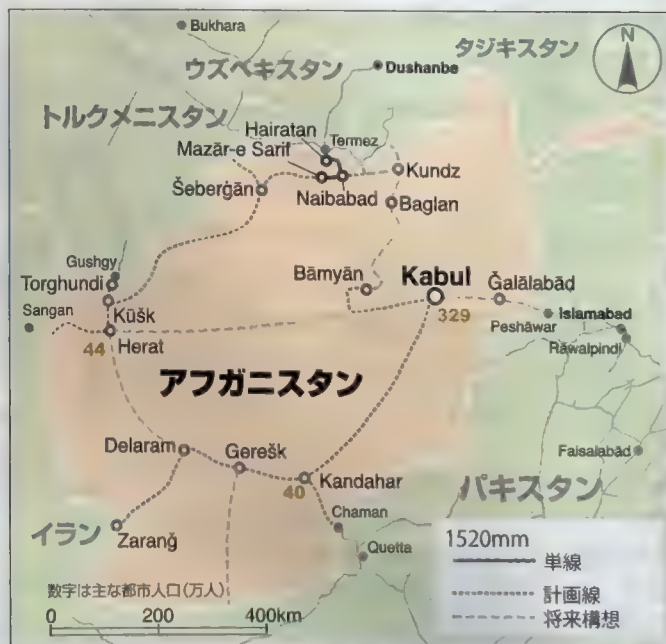 Bukhara
ウズベキスタン
タジキスタン
N
Dushanbe
トルクメニスタン
Hairatan
Termez
Mazār-e Sarif
Kundz
Šeberġān
Naibabad
Baglan
Gushgy
Torghundi
Bāmyān
Kabul
Ǧalālabād
Sangan
Kūšk
329
Peshāwar
Islamabad
44
Herat
Rāwalpindi
アフガニスタン
Delaram
Gerešk
Faisalabād
40
Kandahar
パキスタン
イラン
Zaranǧ
Chaman
Quetta
1520mm
単線
計画線
将来構想
数字は主な都市人口(万人)
0 200 400km